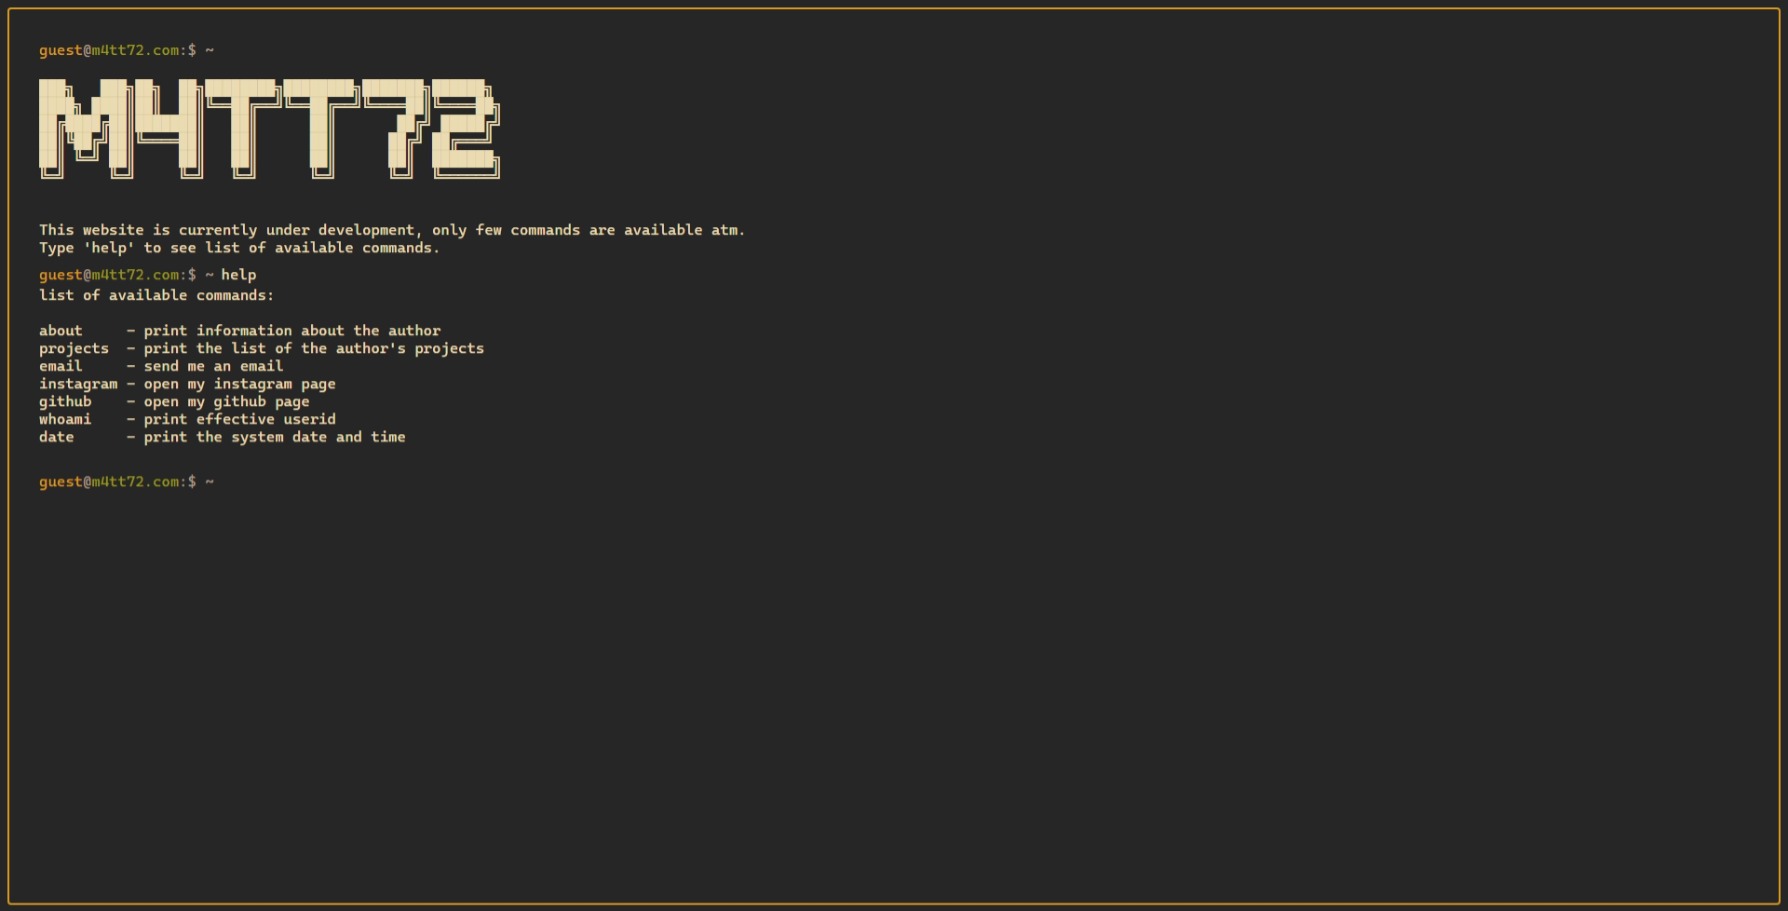 guest@m4tt72.com:$ ~
M4TT72
This website is currently under development, only few commands are available atm.
Type 'help' to see list of available commands.
guest@m4tt72.com:$ ~ help
list of available commands:
about     - print information about the author
projects  - print the list of the author's projects
email     - send me an email
instagram - open my instagram page
github    - open my github page
whoami    - print effective userid
date      - print the system date and time
guest@m4tt72.com:$ ~